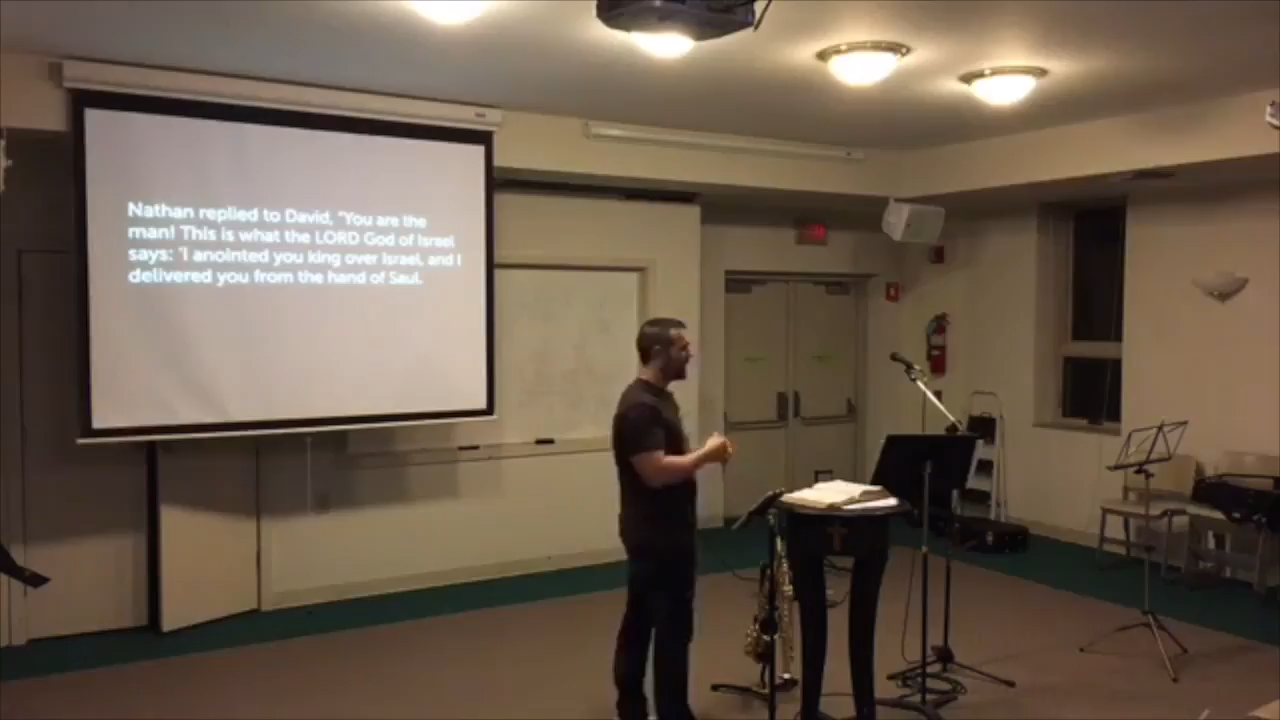 Nathan replied to David, "You are the
man! This is what the LORD God of Israel
says: 'I anointed you king over Israel, and I
delivered you from the hand of Saul.